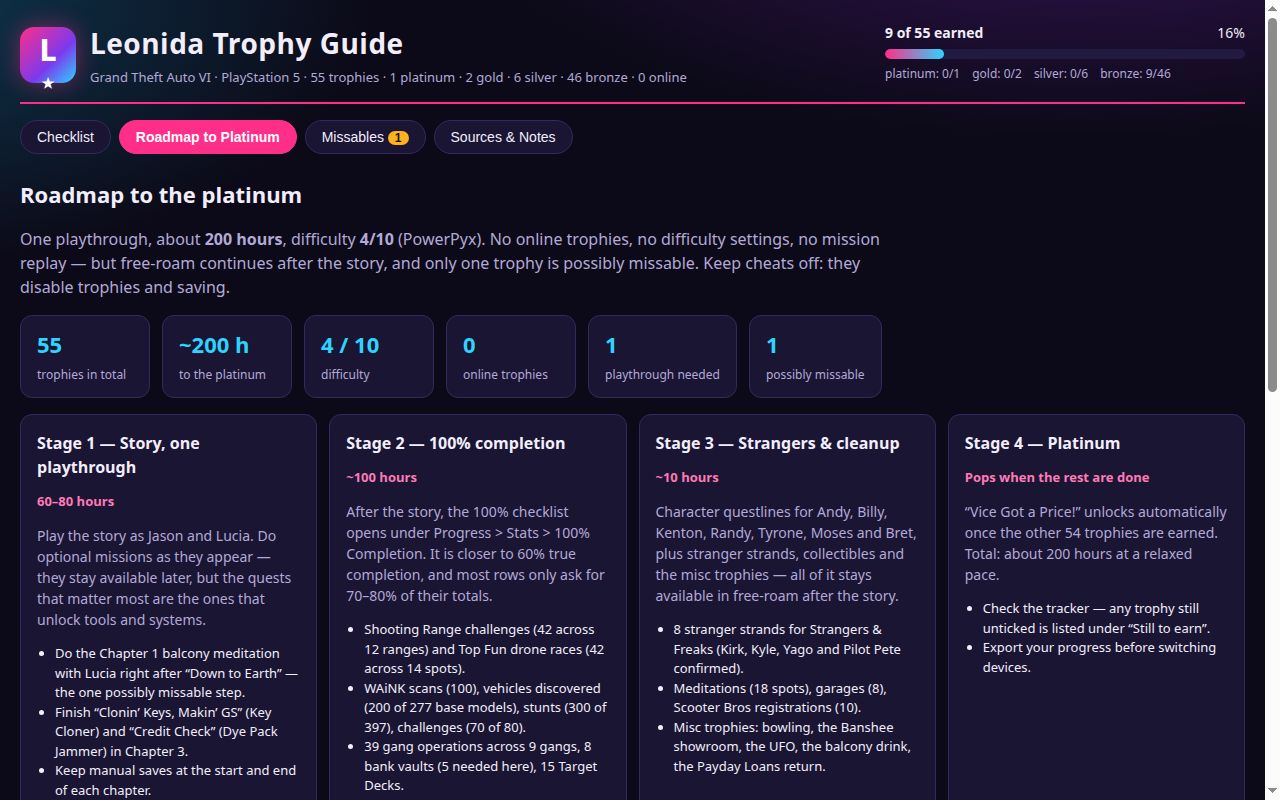 L
★
Leonida Trophy Guide
Grand Theft Auto VI · PlayStation 5 · 55 trophies · 1 platinum · 2 gold · 6 silver · 46 bronze · 0 online
9 of 55 earned 16%
platinum: 0/1 gold: 0/2 silver: 0/6 bronze: 9/46
Checklist Roadmap to Platinum Missables 1 Sources & Notes
Roadmap to the platinum
One playthrough, about 200 hours, difficulty 4/10 (PowerPyx). No online trophies, no difficulty settings, no mission
replay — but free-roam continues after the story, and only one trophy is possibly missable. Keep cheats off: they
disable trophies and saving.
55
trophies in total
~200 h
to the platinum
4 / 10
difficulty
0
online trophies
1
playthrough needed
1
possibly missable
Stage 1 — Story, one
playthrough
60–80 hours
Play the story as Jason and Lucia. Do
optional missions as they appear —
they stay available later, but the quests
that matter most are the ones that
unlock tools and systems.
• Do the Chapter 1 balcony meditation
with Lucia right after “Down to Earth” —
the one possibly missable step.
• Finish “Clonin’ Keys, Makin’ GS” (Key
Cloner) and “Credit Check” (Dye Pack
Jammer) in Chapter 3.
• Keep manual saves at the start and end
of each chapter.
Stage 2 — 100% completion
~100 hours
After the story, the 100% checklist
opens under Progress > Stats > 100%
Completion. It is closer to 60% true
completion, and most rows only ask for
70–80% of their totals.
• Shooting Range challenges (42 across
12 ranges) and Top Fun drone races (42
across 14 spots).
• WAiNK scans (100), vehicles discovered
(200 of 277 base models), stunts (300 of
397), challenges (70 of 80).
• 39 gang operations across 9 gangs, 8
bank vaults (5 needed here), 15 Target
Decks.
Stage 3 — Strangers & cleanup
~10 hours
Character questlines for Andy, Billy,
Kenton, Randy, Tyrone, Moses and Bret,
plus stranger strands, collectibles and
the misc trophies — all of it stays
available in free-roam after the story.
• 8 stranger strands for Strangers &
Freaks (Kirk, Kyle, Yago and Pilot Pete
confirmed).
• Meditations (18 spots), garages (8),
Scooter Bros registrations (10).
• Misc trophies: bowling, the Banshee
showroom, the UFO, the balcony drink,
the Payday Loans return.
Stage 4 — Platinum
Pops when the rest are done
“Vice Got a Price!” unlocks automatically
once the other 54 trophies are earned.
Total: about 200 hours at a relaxed
pace.
• Check the tracker — any trophy still
unticked is listed under “Still to earn”.
• Export your progress before switching
devices.